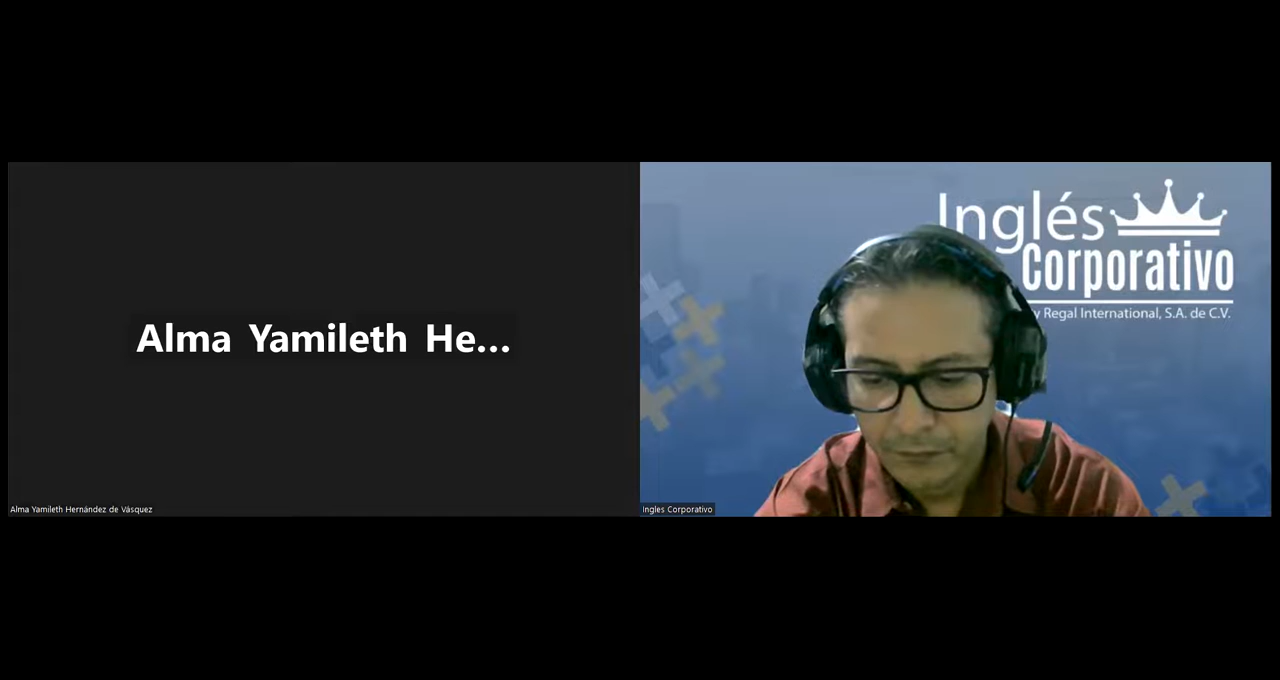 Alma Yamileth He...
Alma Yamileth Hernández de Vásquez
Inglés
Corporativo
y Regal International, S.A. de C.V.
Ingles Corporativo